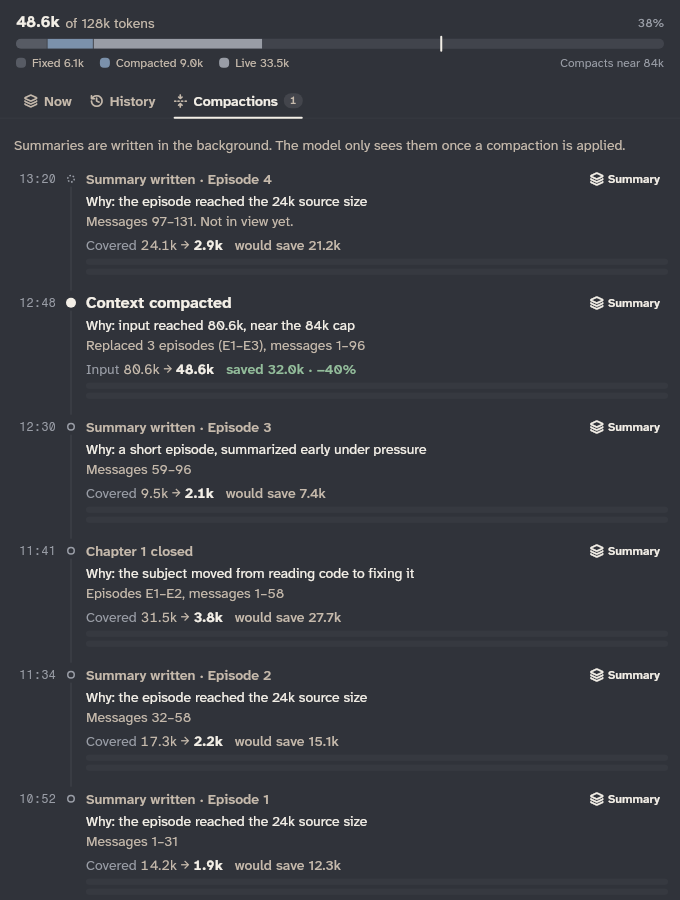 48.6k of 128k tokens 38%
Fixed 6.1k Compacted 9.0k Live 33.5k Compacts near 84k
Now History Compactions 1
Summaries are written in the background. The model only sees them once a compaction is applied.
13:20 Summary written · Episode 4 Summary
Why: the episode reached the 24k source size
Messages 97–131. Not in view yet.
Covered 24.1k → 2.9k would save 21.2k
12:48 Context compacted Summary
Why: input reached 80.6k, near the 84k cap
Replaced 3 episodes (E1–E3), messages 1–96
Input 80.6k → 48.6k saved 32.0k · −40%
12:30 Summary written · Episode 3 Summary
Why: a short episode, summarized early under pressure
Messages 59–96
Covered 9.5k → 2.1k would save 7.4k
11:41 Chapter 1 closed Summary
Why: the subject moved from reading code to fixing it
Episodes E1–E2, messages 1–58
Covered 31.5k → 3.8k would save 27.7k
11:34 Summary written · Episode 2 Summary
Why: the episode reached the 24k source size
Messages 32–58
Covered 17.3k → 2.2k would save 15.1k
10:52 Summary written · Episode 1 Summary
Why: the episode reached the 24k source size
Messages 1–31
Covered 14.2k → 1.9k would save 12.3k